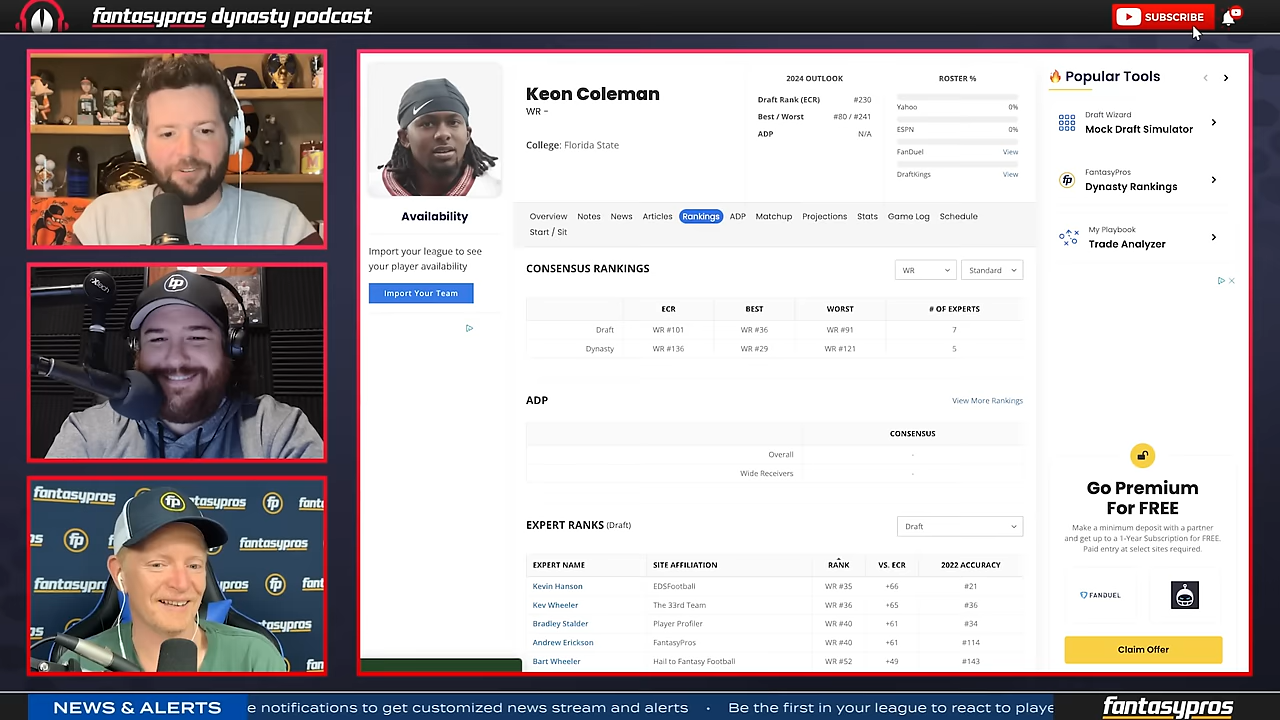 fantasypros dynasty podcast
SUBSCRIBE
Keon Coleman
WR -
College: Florida State
2024 OUTLOOK
Draft Rank (ECR) #230
Best / Worst #80 / #241
ADP N/A
ROSTER %
Yahoo 0%
ESPN 0%
FanDuel View
DraftKings View
Popular Tools
Draft Wizard
Mock Draft Simulator
FantasyPros
Dynasty Rankings
My Playbook
Trade Analyzer
Availability
Import your league to see
your player availability
Import Your Team
Overview Notes News Articles Rankings ADP Matchup Projections Stats Game Log Schedule
Start / Sit
CONSENSUS RANKINGS
WR Standard
ECR BEST WORST # OF EXPERTS
Draft WR #101 WR #36 WR #91 7
Dynasty WR #136 WR #29 WR #121 5
ADP View More Rankings
CONSENSUS
Overall -
Wide Receivers -
EXPERT RANKS (Draft) Draft
EXPERT NAME SITE AFFILIATION RANK VS. ECR 2022 ACCURACY
Kevin Hanson EDSFootball WR #35 +66 #21
Kev Wheeler The 33rd Team WR #36 +65 #36
Bradley Stalder Player Profiler WR #40 +61 #34
Andrew Erickson FantasyPros WR #40 +61 #114
Bart Wheeler Hail to Fantasy Football WR #52 +49 #143
Go Premium
For FREE
Make a minimum deposit with a partner
and get up to a 1-Year Subscription for FREE.
Paid entry at select sites required.
FANDUEL
Claim Offer
fantasypros
fp
fantasypros
fp
fantasypros
fantasypros
NEWS & ALERTS
e notifications to get customized news stream and alerts · Be the first in your league to react to playe
fantasypros